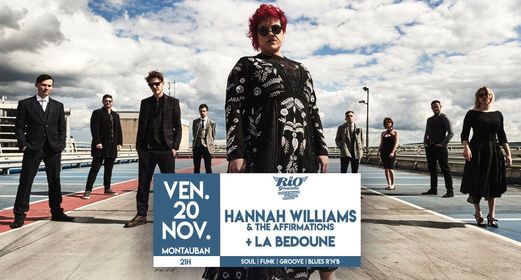 VEN.
20
NOV.
MONTAUBAN
21H
RiO
Grande
HANNAH WILLIAMS
& THE AFFIRMATIONS
+ LA BEDOUNE
SOUL | FUNK | GROOVE | BLUES R'N'B